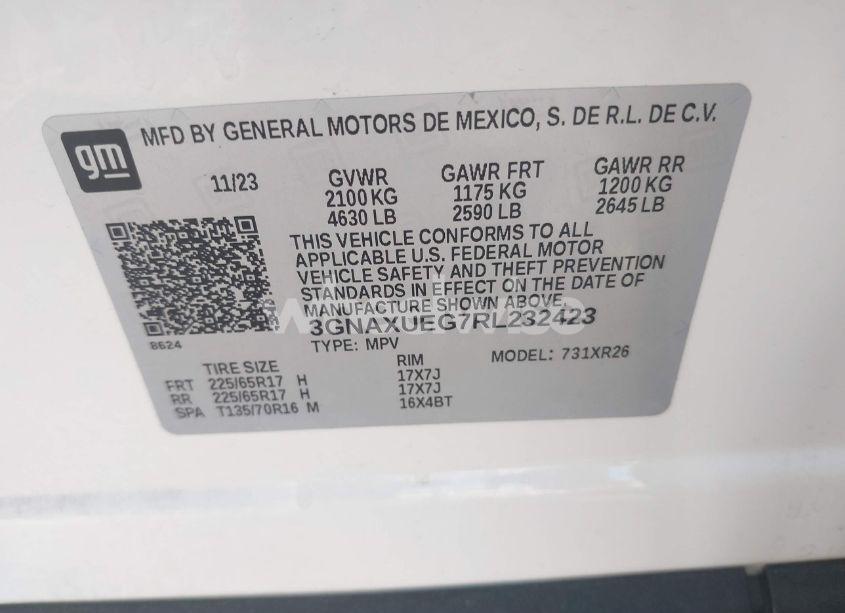 gm
MFD BY GENERAL MOTORS DE MEXICO, S. DE R.L. DE C.V.
11/23 GVWR GAWR FRT GAWR RR
2100 KG 1175 KG 1200 KG
4630 LB 2590 LB 2645 LB
THIS VEHICLE CONFORMS TO ALL
APPLICABLE U.S. FEDERAL MOTOR
VEHICLE SAFETY AND THEFT PREVENTION
STANDARDS IN EFFECT ON THE DATE OF
MANUFACTURE SHOWN ABOVE.
3GNAXUEG7RL232423
8624
TYPE: MPV MODEL: 731XR26
TIRE SIZE RIM
FRT 225/65R17 H 17X7J
RR 225/65R17 H 17X7J
SPA T135/70R16 M 16X4BT